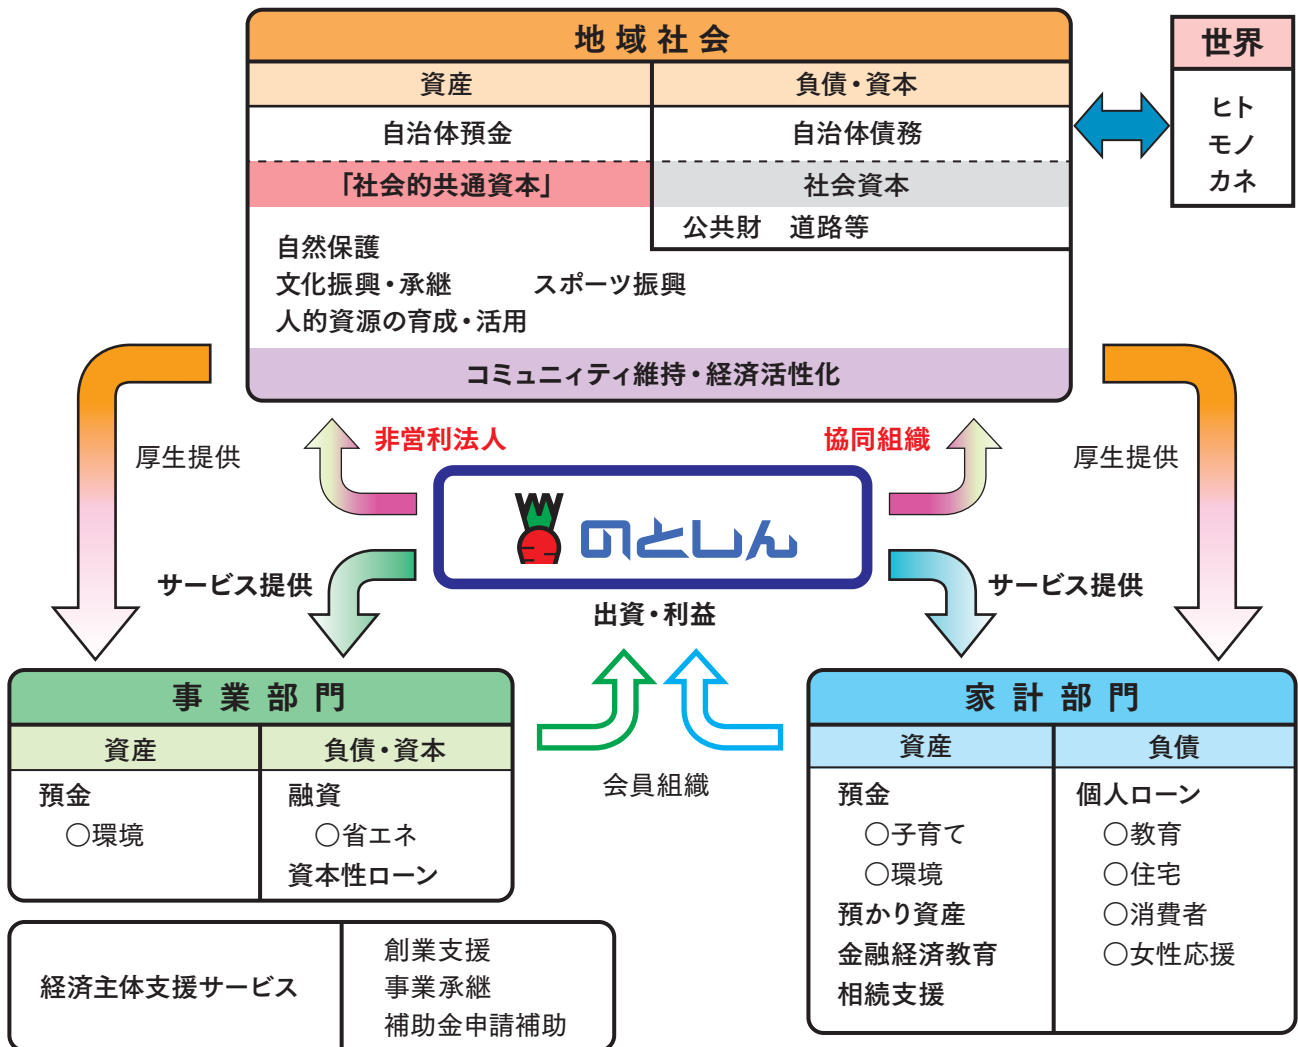 地域社会
資産
負債・資本
自治体預金
自治体債務
「社会的共通資本」
社会資本
公共財　道路等
自然保護
文化振興・承継　スポーツ振興
人的資源の育成・活用
コミュニティ維持・経済活性化
世界
ヒト
モノ
カネ
厚生提供
非営利法人
協同組織
厚生提供
のとしん
サービス提供
サービス提供
出資・利益
会員組織
事業部門
資産
負債・資本
預金
○環境
融資
○省エネ
資本性ローン
家計部門
資産
負債
預金
○子育て
○環境
預かり資産
金融経済教育
相続支援
個人ローン
○教育
○住宅
○消費者
○女性応援
経済主体支援サービス
創業支援
事業承継
補助金申請補助